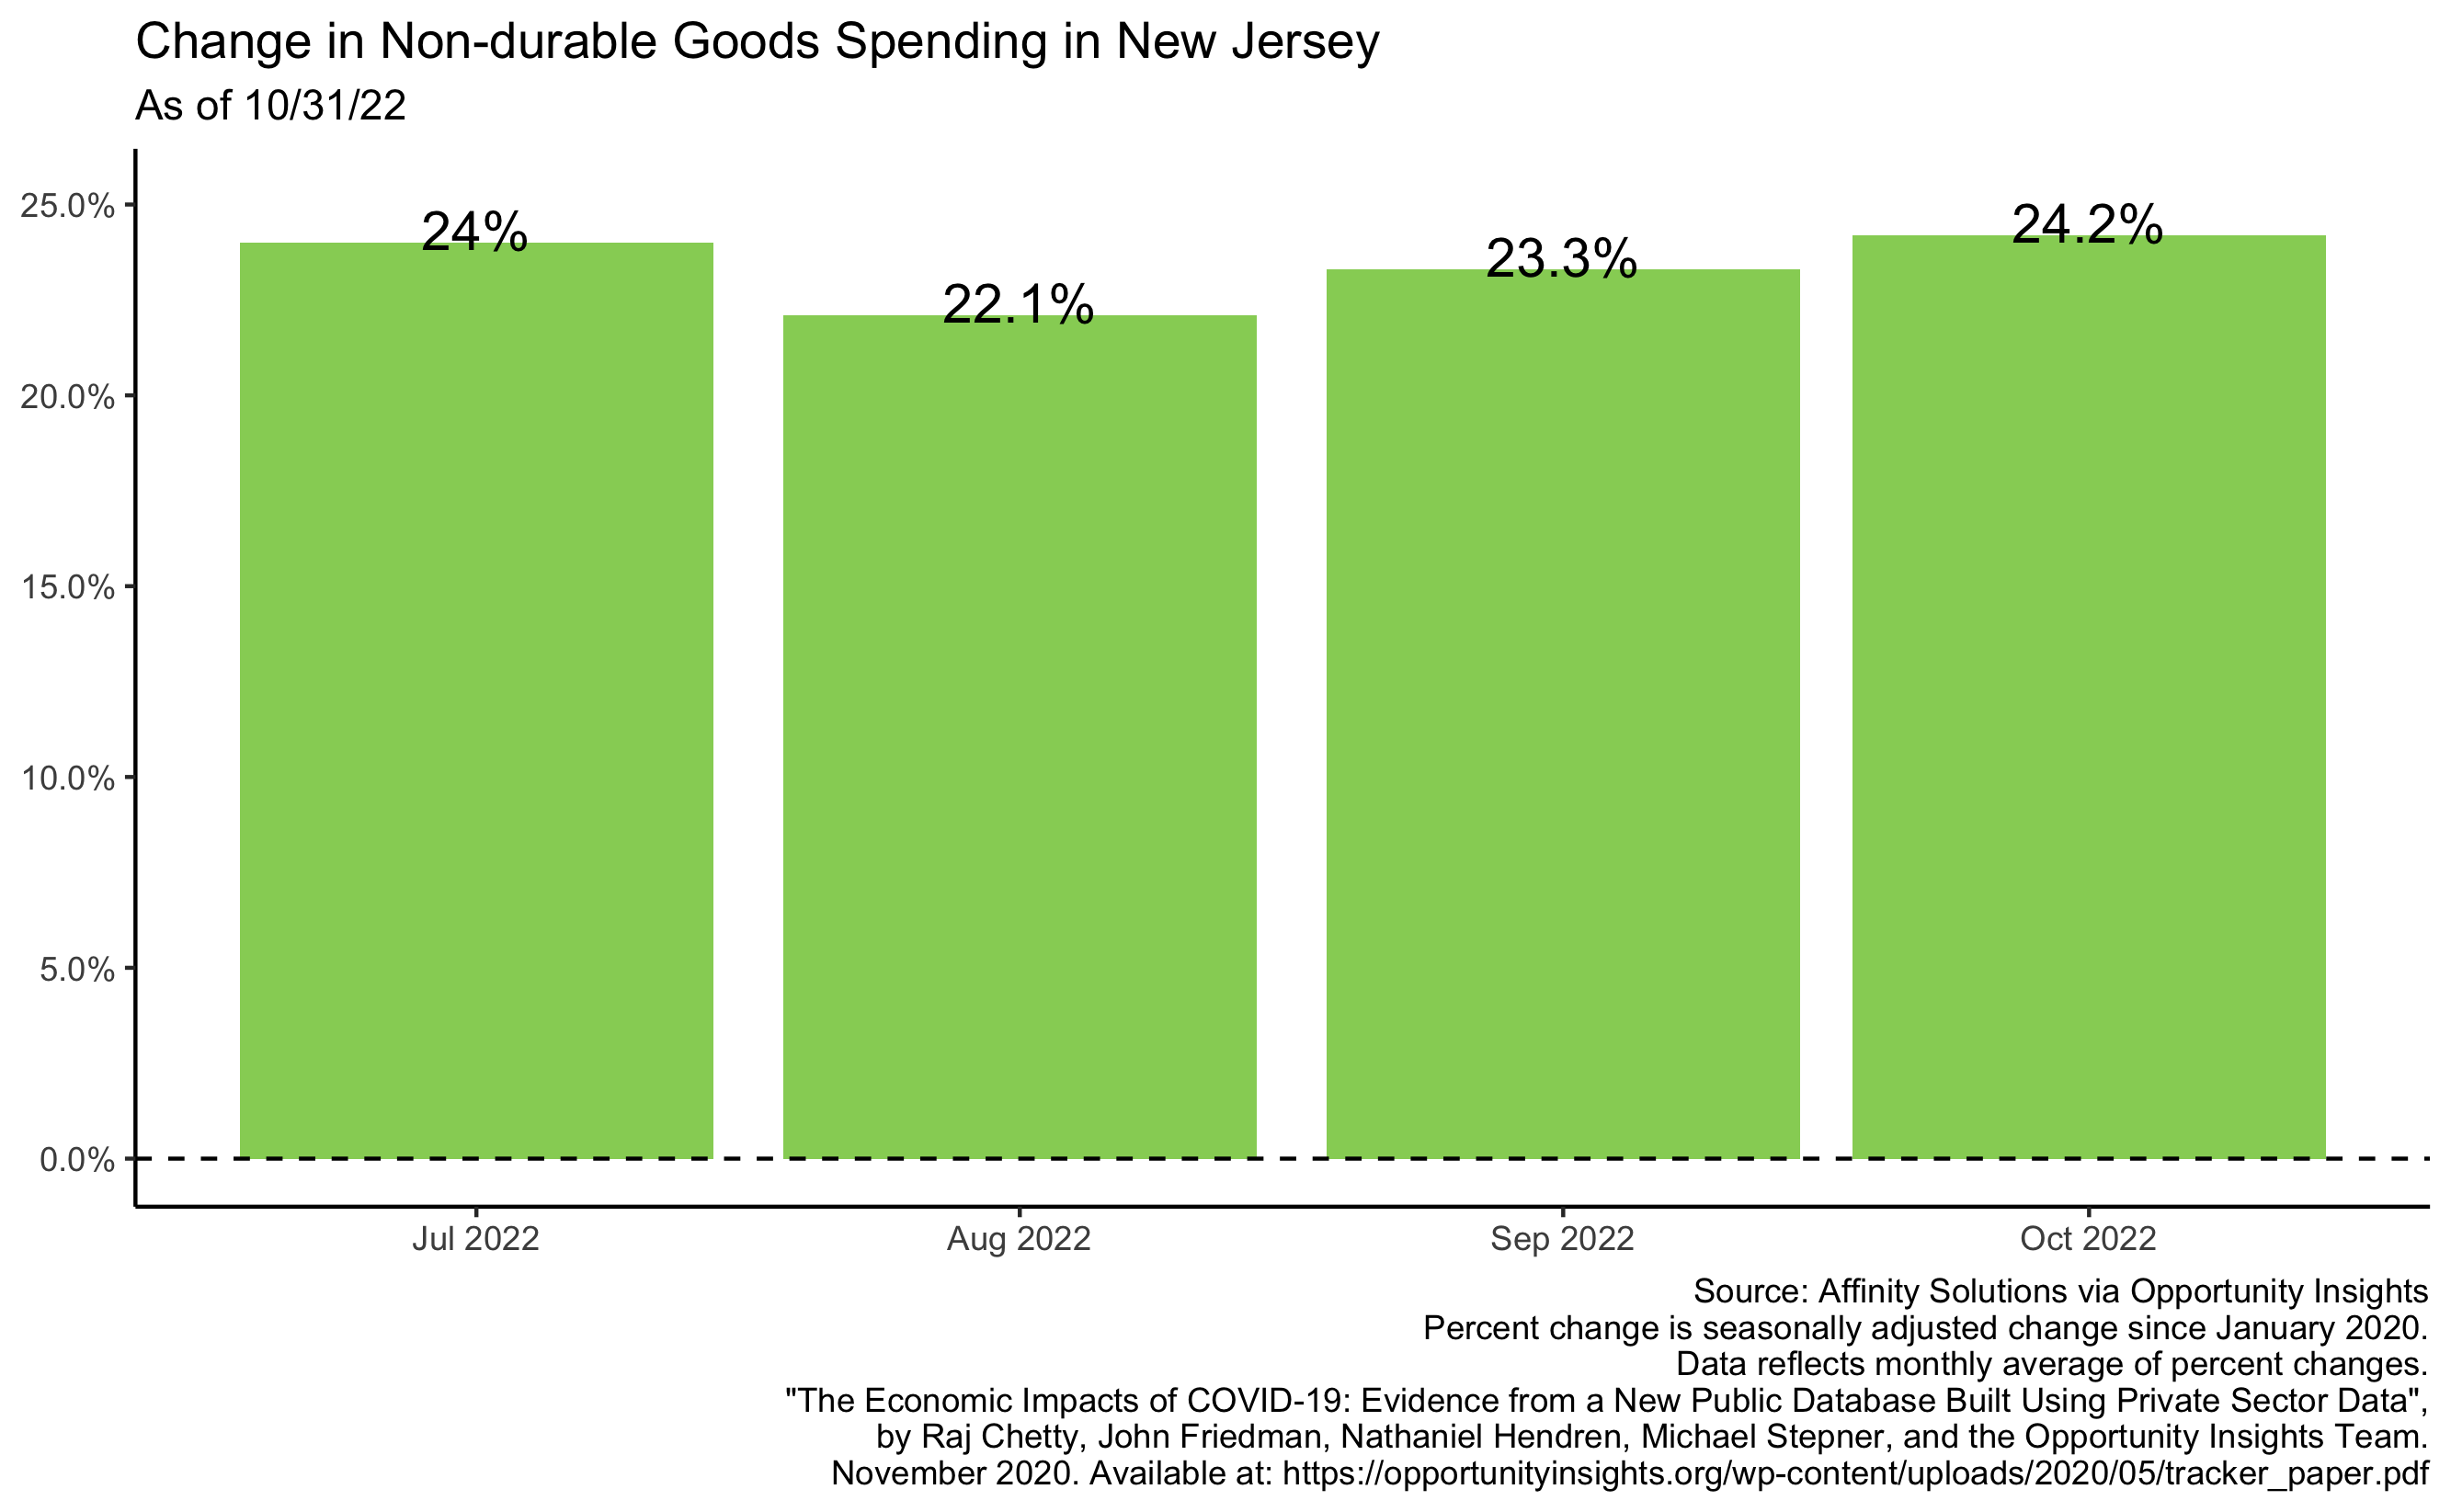 Change in Non-durable Goods Spending in New Jersey
As of 10/31/22
25.0%
20.0%
15.0%
10.0%
5.0%
0.0%
24%
22.1%
23.3%
24.2%
Jul 2022
Aug 2022
Sep 2022
Oct 2022
Source: Affinity Solutions via Opportunity Insights
Percent change is seasonally adjusted change since January 2020.
Data reflects monthly average of percent changes.
"The Economic Impacts of COVID-19: Evidence from a New Public Database Built Using Private Sector Data",
by Raj Chetty, John Friedman, Nathaniel Hendren, Michael Stepner, and the Opportunity Insights Team.
November 2020. Available at: https://opportunityinsights.org/wp-content/uploads/2020/05/tracker_paper.pdf